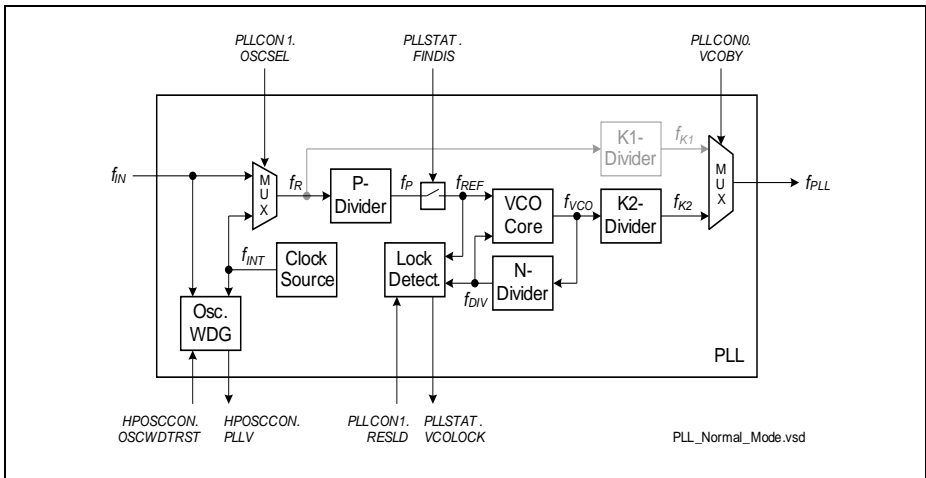 PLLCON1.
OSCSEL
PLLSTAT.
FINDIS
PLLCON0.
VCOBY
fIN
MUX
fR
P-
Divider
fP
fREF
VCO
Core
fVCO
K1-
Divider
fK1
K2-
Divider
fK2
MUX
fPLL
fINT
Clock
Source
Lock
Detect.
fDIV
N-
Divider
Osc.
WDG
PLL
HPOSCCON.
OSCWDTRST
HPOSCCON.
PLLV
PLLCON1.
RESLD
PLLSTAT.
VCOLOCK
PLL_Normal_Mode.vsd